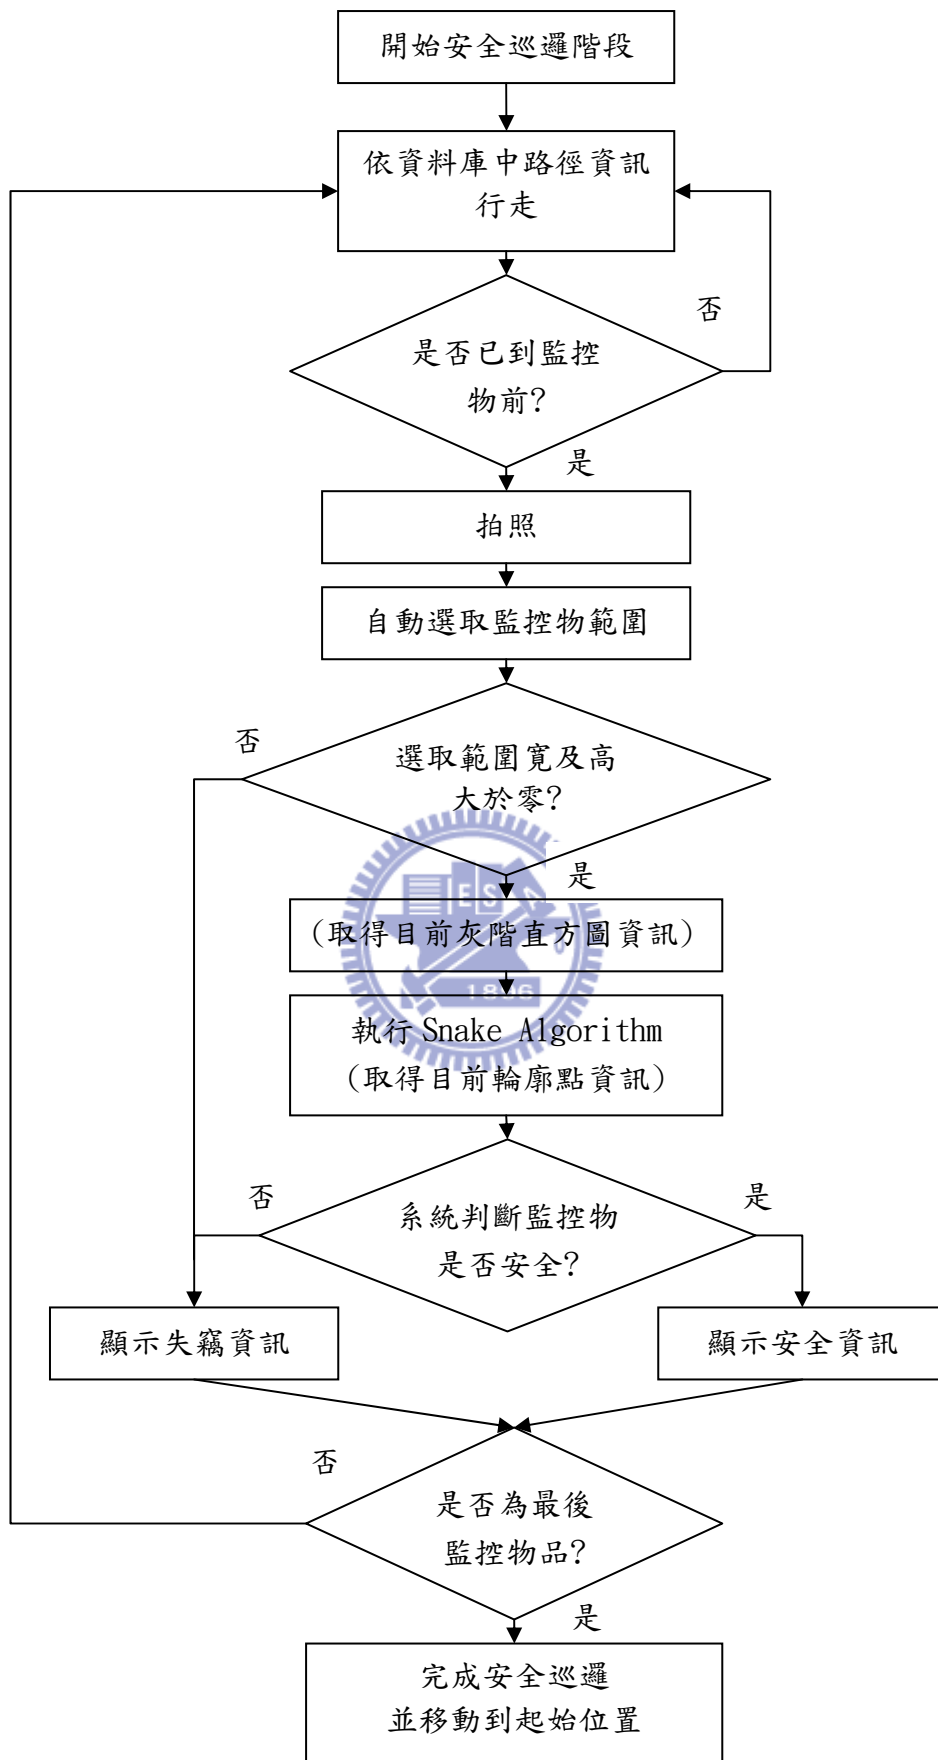 開始安全巡邏階段
依資料庫中路徑資訊
行走
否
是否已到監控
物前?
是
拍照
自動選取監控物範圍
否
選取範圍寬及高
大於零?
是
ES
(取得目前灰階直方圖資訊)
1896
執行 Snake Algorithm
(取得目前輪廓點資訊)
否
是
系統判斷監控物
是否安全?
顯示失竊資訊
顯示安全資訊
否
是否為最後
監控物品?
是
完成安全巡邏
並移動到起始位置